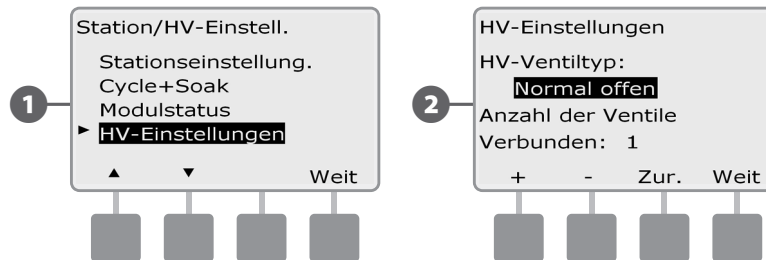 1
Station/HV-Einstell.
Stationseinstellung.
Cycle+Soak
Modulstatus
► HV-Einstellungen
▲ ▼ Weit
2
HV-Einstellungen
HV-Ventiltyp:
Normal offen
Anzahl der Ventile
Verbunden: 1
+ - Zur. Weit